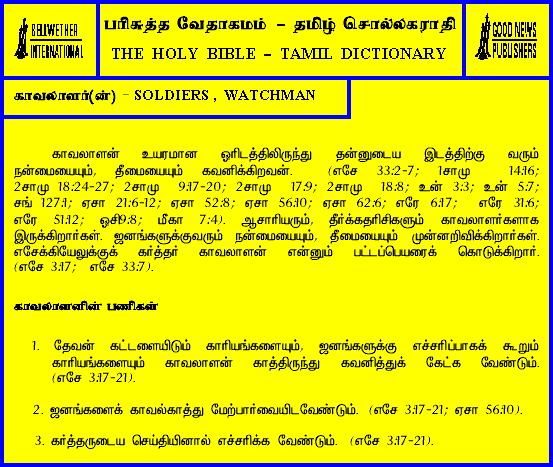 BELLWETHER
INTERNATIONAL
பரிசுத்த வேதாகமம் - தமிழ் சொல்லகராதி
THE HOLY BIBLE - TAMIL DICTIONARY
GOOD NEWS
PUBLISHERS
காவலாளர்(ன்) - SOLDIERS , WATCHMAN
காவலாளன் உயரமான ஓரிடத்திலிருந்து தன்னுடைய இடத்திற்கு வரும்
நன்மையையும், தீமையையும் கவனிக்கிறவன். (எசே 33:2-7; 1சாமு 14:16;
2சாமு 18:24-27; 2சாமு 9:17-20; 2சாமு 17:9; 2சாமு 18:8; உன் 3:3; உன் 5:7;
சங் 127:1; ஏசா 21:6-12; ஏசா 52:8; ஏசா 56:10; ஏசா 62:6; எரே 6:17; எரே 31:6;
எரே 51:12; ஓசி9:8; மீகா 7:4). ஆசாரியரும், தீர்க்கதரிசிகளும் காவலாளர்களாக
இருக்கிறார்கள். ஜனங்களுக்குவரும் நன்மையையும், தீமையையும் முன்னறிவிக்கிறார்கள்.
எசேக்கியேலுக்குக் கர்த்தர் காவலாளன் என்னும் பட்டப்பெயரைக் கொடுக்கிறார்.
(எசே 3:17; எசே 33:7).
காவலாளனின் பணிகள்
1. தேவன் கட்டளையிடும் காரியங்களையும், ஜனங்களுக்கு எச்சரிப்பாகக் கூறும்
காரியங்களையும் காவலாளன் காத்திருந்து கவனித்துக் கேட்க வேண்டும்.
(எசே 3:17-21).
2. ஜனங்களைக் காவல்காத்து மேற்பார்வையிடவேண்டும். (எசே 3:17-21; ஏசா 56:10).
3. கர்த்தருடைய செய்தியினால் எச்சரிக்க வேண்டும். (எசே 3:17-21).